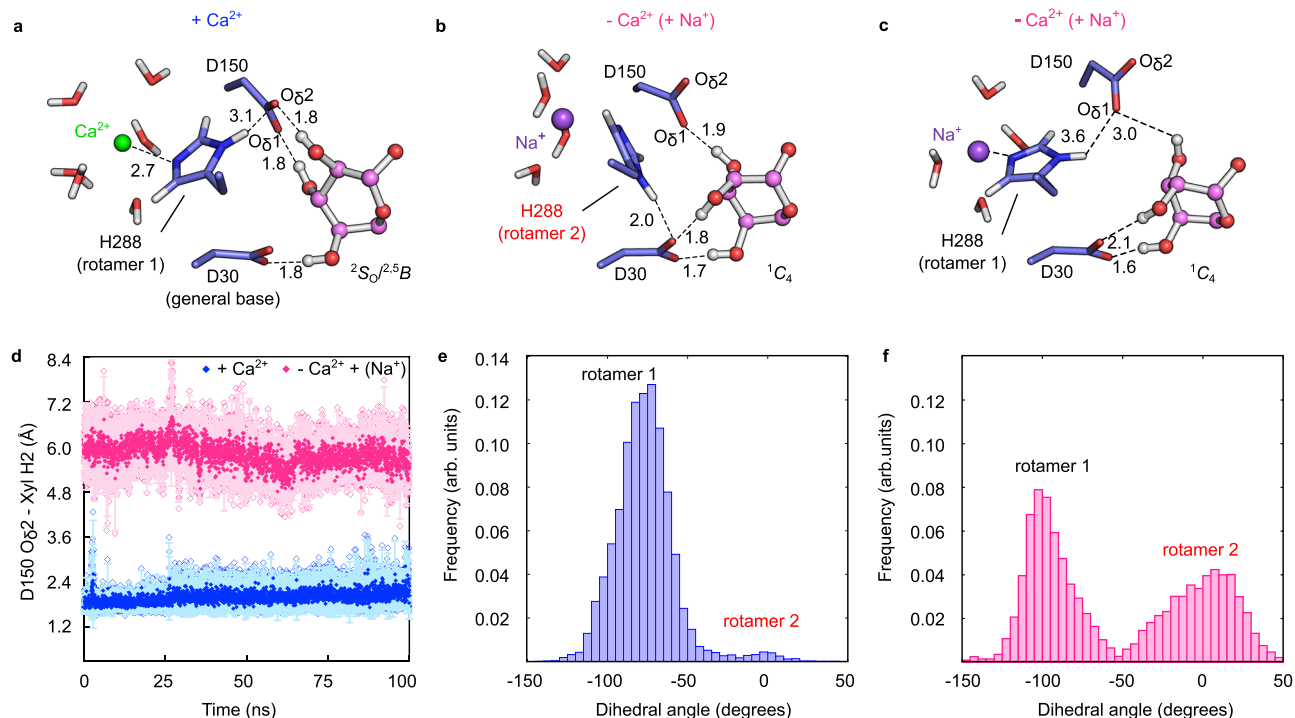 a
+ Ca²⁺
D150
Oδ2
3.1
1.8
Oδ1
1.8
Ca²⁺
2.7
H288
(rotamer 1)
D30
1.8
²S_O/²,⁵B
(general base)
b
- Ca²⁺ (+ Na⁺)
D150
Oδ2
Oδ1
1.9
Na⁺
H288
(rotamer 2)
2.0
1.8
D30
1.7
¹C₄
c
- Ca²⁺ (+ Na⁺)
D150
Oδ2
Oδ1
3.6
3.0
Na⁺
H288
(rotamer 1)
D30
2.1
1.6
¹C₄
d
+ Ca²⁺
- Ca²⁺ + (Na⁺)
D150 Oδ2 - Xyl H2 (Å)
8.4
7.2
6.0
4.8
3.6
2.4
1.2
0
25
50
75
100
Time (ns)
e
Frequency (arb. units)
0.14
0.12
0.10
0.08
0.06
0.04
0.02
rotamer 1
rotamer 2
-150
-100
-50
0
50
Dihedral angle (degrees)
f
Frequency (arb.units)
0.12
0.10
0.08
0.06
0.04
0.02
rotamer 1
rotamer 2
-150
-100
-50
0
50
Dihedral angle (degrees)